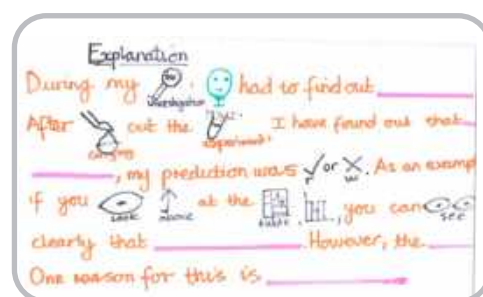 Explanation
During my investigation had to find out
After carrying out the experiment, I have found out that
, my prediction was r or w. As an examp
if you look above at the table, you can see
clearly that . However, the
One reason for this is